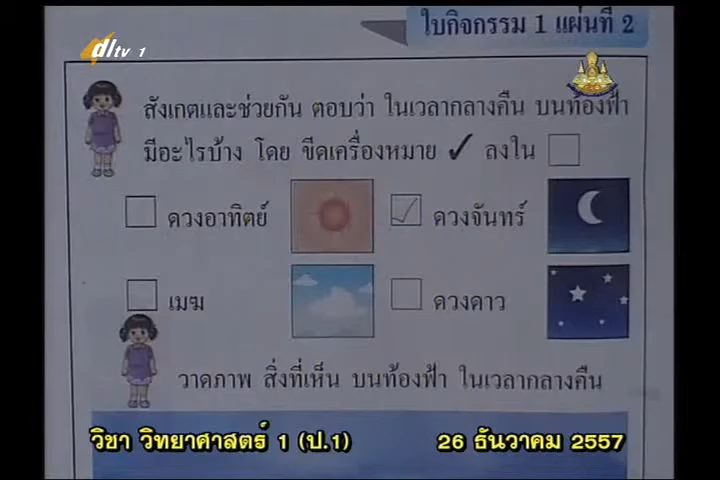 ใบกิจกรรม 1 แผ่นที่ 2
dltv 1
สังเกตและช่วยกัน ตอบว่า ในเวลากลางคืน บนท้องฟ้า
มีอะไรบ้าง โดย ขีดเครื่องหมาย ✓ ลงใน
ดวงอาทิตย์
ดวงจันทร์
เมฆ
ดวงดาว
วาดภาพ สิ่งที่เห็น บนท้องฟ้า ในเวลากลางคืน
วิชา วิทยาศาสตร์ 1 (ป.1)
26 ธันวาคม 2557